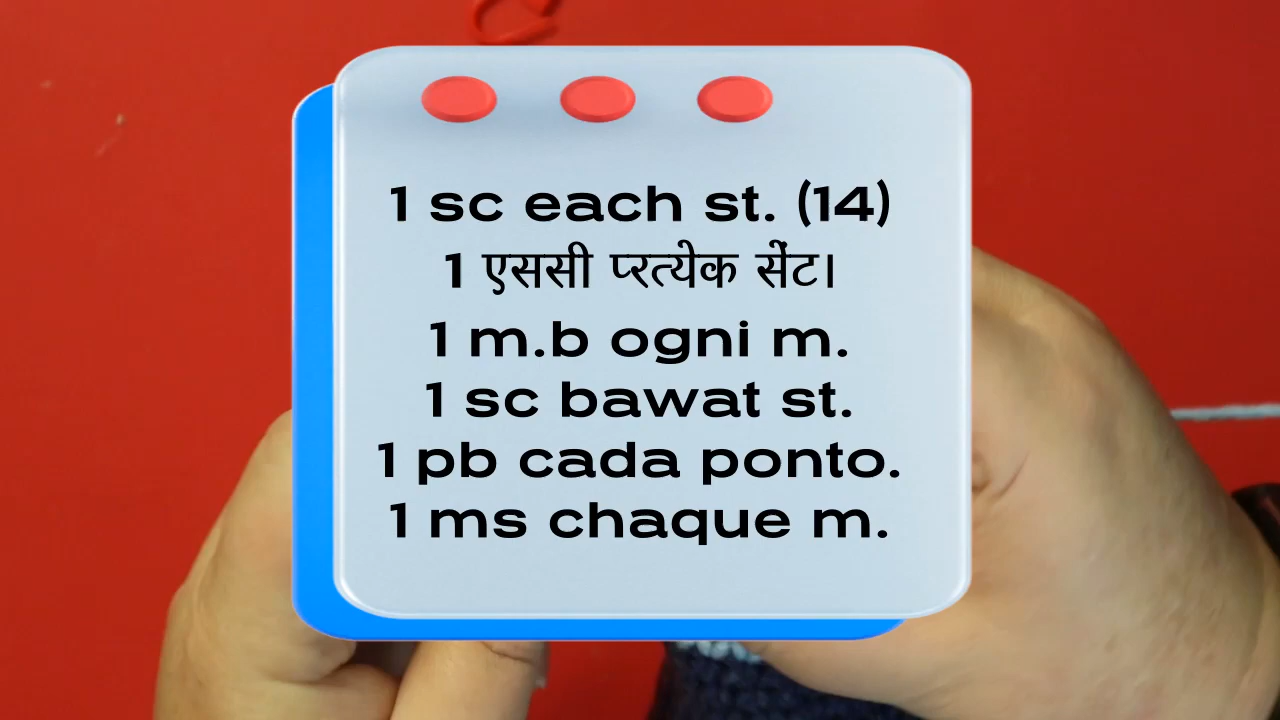 1 sc each st. (14)
1 एससी प्रत्येक सेंट।
1 m.b ogni m.
1 sc bawat st.
1 pb cada ponto.
1 ms chaque m.